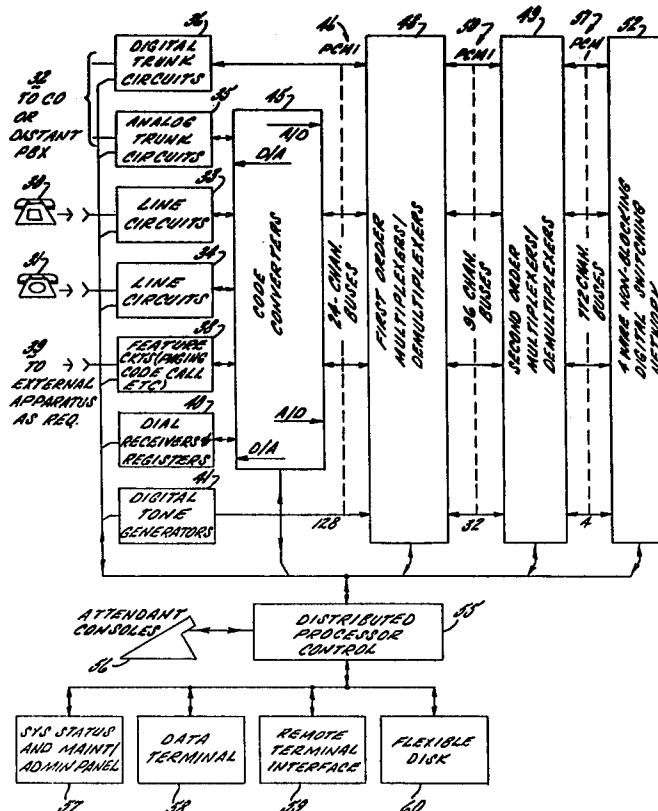 36
46
48
50
49
51
52
DIGITAL
TRUNK
CIRCUITS
PCM1
PCM1
PCM1
32
TO CO
OR
DISTANT
PBX
35
ANALOG
TRUNK
CIRCUITS
45
A/D
D/A
30
33
LINE
CIRCUITS
31
34
LINE
CIRCUITS
CODE
CONVERTERS
24-CHAN.
BUSES
FIRST ORDER
MULTIPLEXERS/
DEMULTIPLEXERS
96 CHAN.
BUSES
SECOND ORDER
MULTIPLEXERS/
DEMULTIPLEXERS
772 CHAN.
BUSES
4 WIRE NON-BLOCKING
DIGITAL SWITCHING
NETWORK
39
TO
EXTERNAL
APPARATUS
AS REQ.
38
FEATURE
CKTS (PAGING
CODE CALL
ETC)
40
DIAL
RECEIVERS &
REGISTERS
A/D
D/A
41
DIGITAL
TONE
GENERATORS
128
32
4
ATTENDANT
CONSOLES
56
DISTRIBUTED
PROCESSOR
CONTROL
55
SYS STATUS
AND MAINT/
ADMIN PANEL
DATA
TERMINAL
REMOTE
TERMINAL
INTERFACE
FLEXIBLE
DISK
57
58
59
60